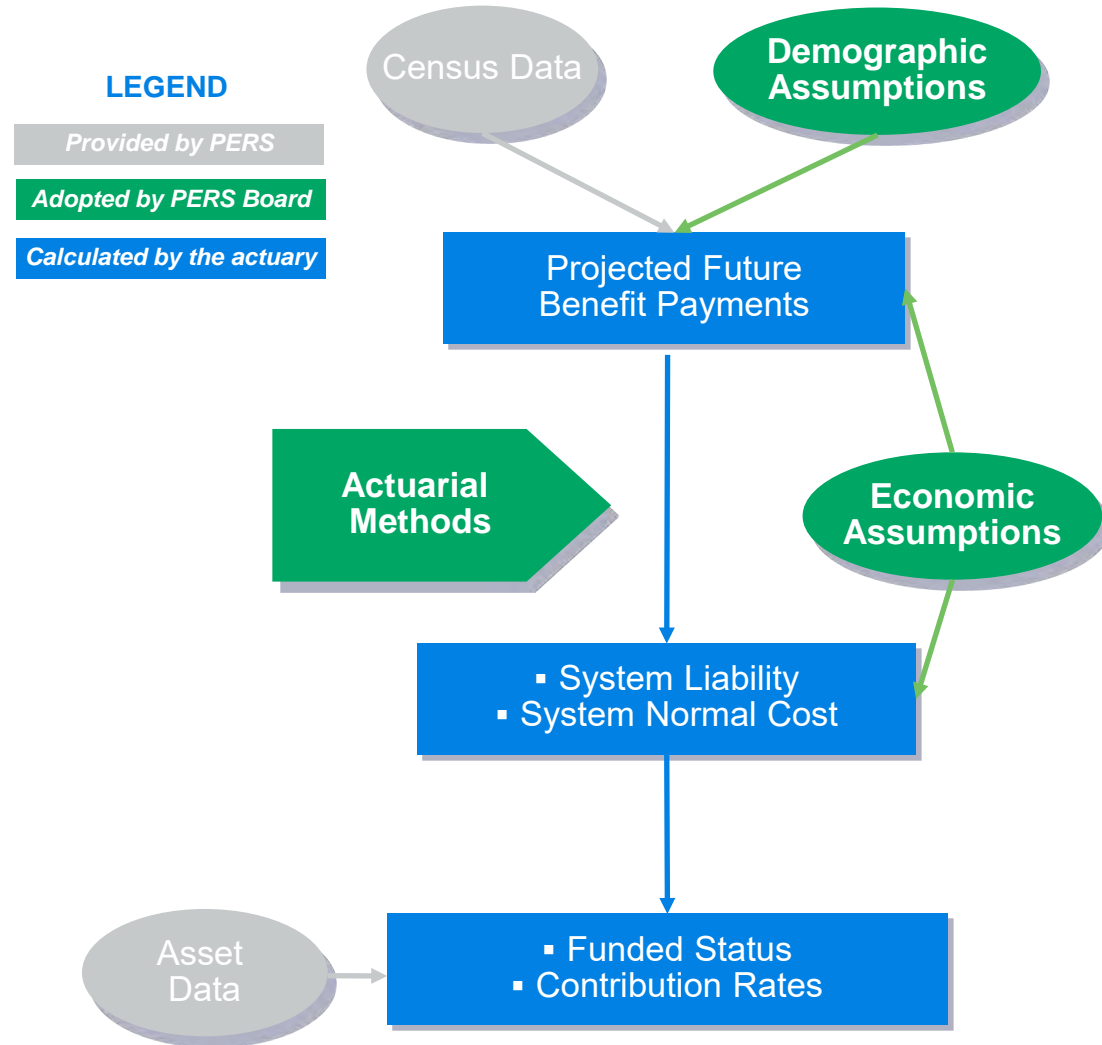 LEGEND
Provided by PERS
Adopted by PERS Board
Calculated by the actuary
Census Data
Demographic
Assumptions
Projected Future
Benefit Payments
Actuarial
Methods
Economic
Assumptions
▪ System Liability
▪ System Normal Cost
Asset
Data
▪ Funded Status
▪ Contribution Rates